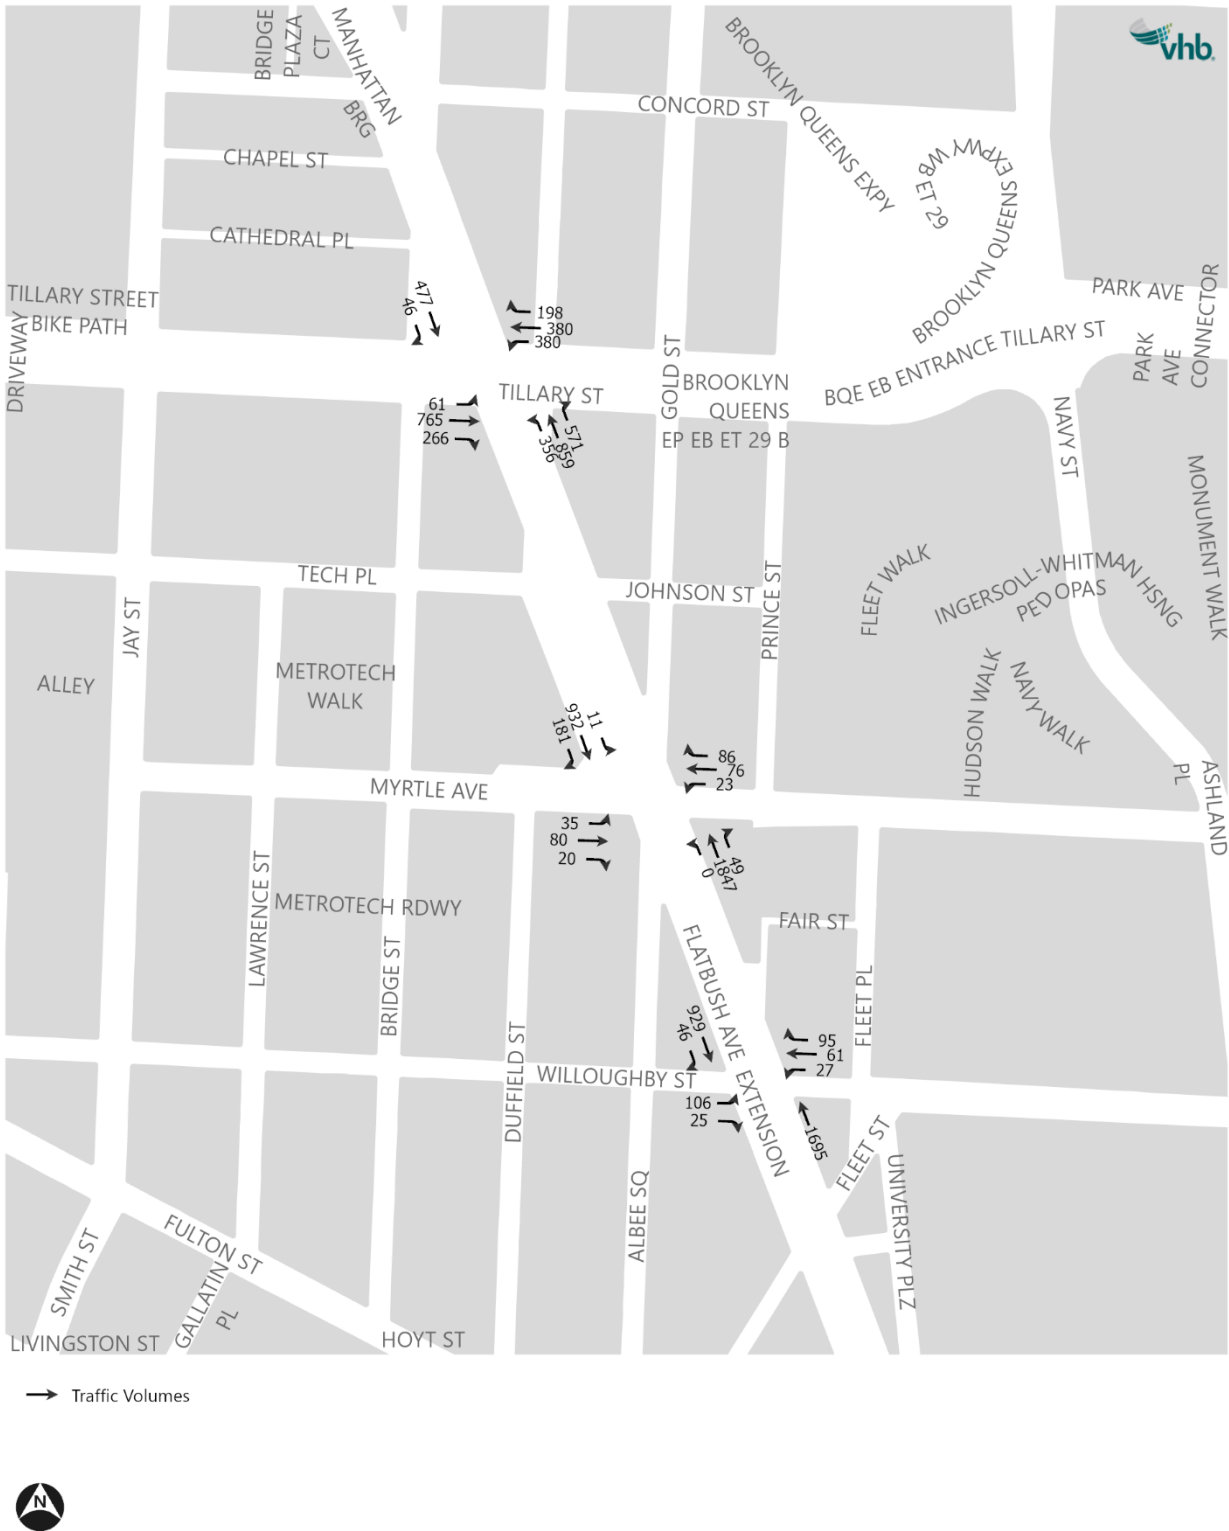 BRIDGE
PLAZA
CT
MANHATTAN
BRG
BROOKLYN QUEENS EXPY
vhb
CONCORD ST
CHAPEL ST
BROOKLYN QUEENS EXPWY WB ET 29
CATHEDRAL PL
TILLARY STREET
BIKE PATH
DRIVEWAY
477
46
198
380
380
PARK AVE
PARK
AVE
CONNECTOR
BQE EB ENTRANCE TILLARY ST
GOLD ST
BROOKLYN
QUEENS
EP EB ET 29 B
TILLARY ST
61
765
266
356
859
571
NAVY ST
MONUMENT WALK
TECH PL
JOHNSON ST
PRINCE ST
FLEET WALK
INGERSOLL-WHITMAN HSNG
PED OPAS
JAY ST
ALLEY
METROTECH
WALK
HUDSON WALK
NAVY WALK
181
932
11
86
76
23
MYRTLE AVE
ASHLAND
PL
35
80
20
0
1847
49
LAWRENCE ST
METROTECH RDWY
BRIDGE ST
FAIR ST
FLEET PL
FLATBUSH AVE EXTENSION
929
46
95
61
27
DUFFIELD ST
WILLOUGHBY ST
106
25
1695
FLEET ST
UNIVERSITY PLZ
ALBEE SQ
SMITH ST
FULTON ST
GALLATIN
PL
LIVINGSTON ST
HOYT ST
Traffic Volumes
N